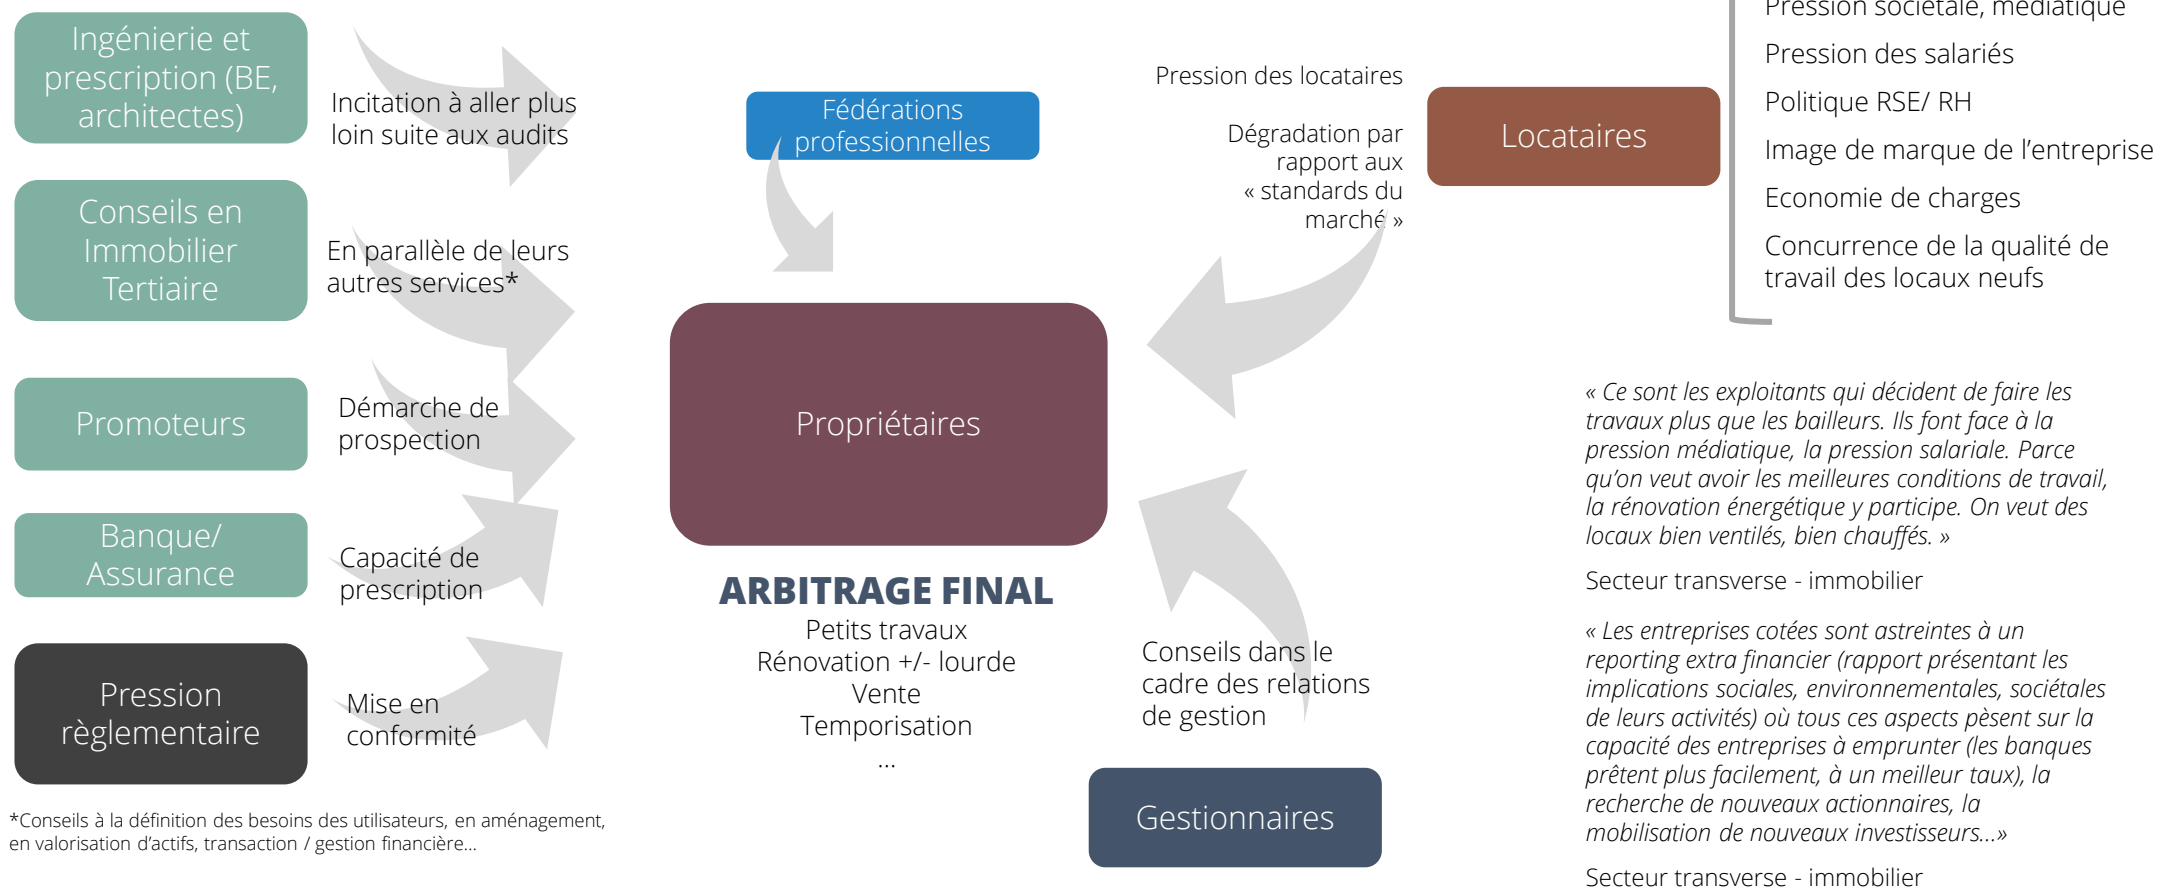 Ingénierie et
prescription (BE,
architectes)
Incitation à aller plus
loin suite aux audits
Conseils en
Immobilier
Tertiaire
En parallèle de leurs
autres services*
Promoteurs
Démarche de
prospection
Banque/
Assurance
Capacité de
prescription
Pression
règlementaire
Mise en
conformité
*Conseils à la définition des besoins des utilisateurs, en aménagement,
en valorisation d'actifs, transaction / gestion financière...
Fédérations
professionnelles
Propriétaires
ARBITRAGE FINAL
Petits travaux
Rénovation +/- lourde
Vente
Temporisation
...
Pression des locataires
Dégradation par
rapport aux
« standards du
marché »
Locataires
Pression sociétale, médiatique
Pression des salariés
Politique RSE/ RH
Image de marque de l'entreprise
Economie de charges
Concurrence de la qualité de
travail des locaux neufs
Conseils dans le
cadre des relations
de gestion
Gestionnaires
« Ce sont les exploitants qui décident de faire les
travaux plus que les bailleurs. Ils font face à la
pression médiatique, la pression salariale. Parce
qu'on veut avoir les meilleures conditions de travail,
la rénovation énergétique y participe. On veut des
locaux bien ventilés, bien chauffés. »
Secteur transverse - immobilier
« Les entreprises cotées sont astreintes à un
reporting extra financier (rapport présentant les
implications sociales, environnementales, sociétales
de leurs activités) où tous ces aspects pèsent sur la
capacité des entreprises à emprunter (les banques
prêtent plus facilement, à un meilleur taux), la
recherche de nouveaux actionnaires, la
mobilisation de nouveaux investisseurs...»
Secteur transverse - immobilier